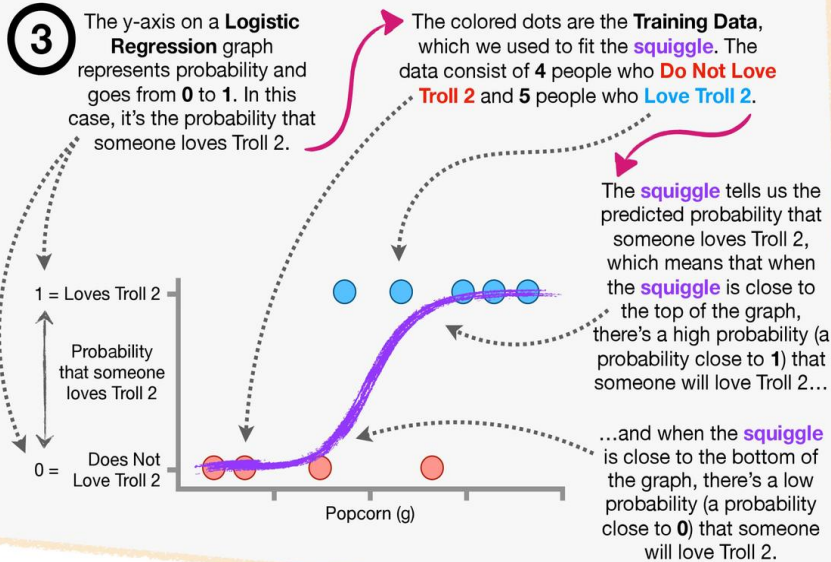 3
The y-axis on a Logistic
Regression graph
represents probability and
goes from 0 to 1. In this
case, it's the probability that
someone loves Troll 2.
The colored dots are the Training Data,
which we used to fit the squiggle. The
data consist of 4 people who Do Not Love
Troll 2 and 5 people who Love Troll 2.
The squiggle tells us the
predicted probability that
someone loves Troll 2,
which means that when
the squiggle is close to
the top of the graph,
there's a high probability (a
probability close to 1) that
someone will love Troll 2...
...and when the squiggle
is close to the bottom of
the graph, there's a low
probability (a probability
close to 0) that someone
will love Troll 2.
1 = Loves Troll 2
Probability
that someone
loves Troll 2
0 = Does Not
Love Troll 2
Popcorn (g)